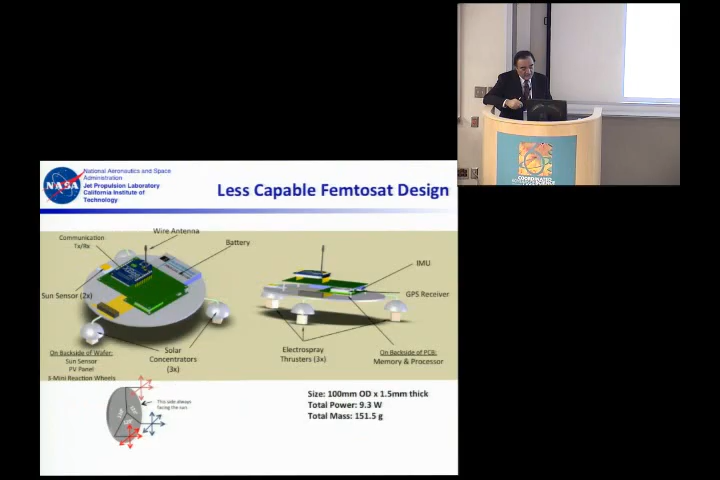 NASA
National Aeronautics and Space
Administration
Jet Propulsion Laboratory
California Institute of
Technology
Less Capable Femtosat Design
Wire Antenna
Communication
Tx/Rx
Battery
Sun Sensor (2x)
IMU
GPS Receiver
On Backside of Wafer:
Sun Sensor
PV Panel
3-Mini Reaction Wheels
Solar
Concentrators
(3x)
Electrospray
Thrusters (3x)
On Backside of PCB:
Memory & Processor
This side always
facing the sun
Size: 100mm OD x 1.5mm thick
Total Power: 9.3 W
Total Mass: 151.5 g
COORDINATED
SCIENCE